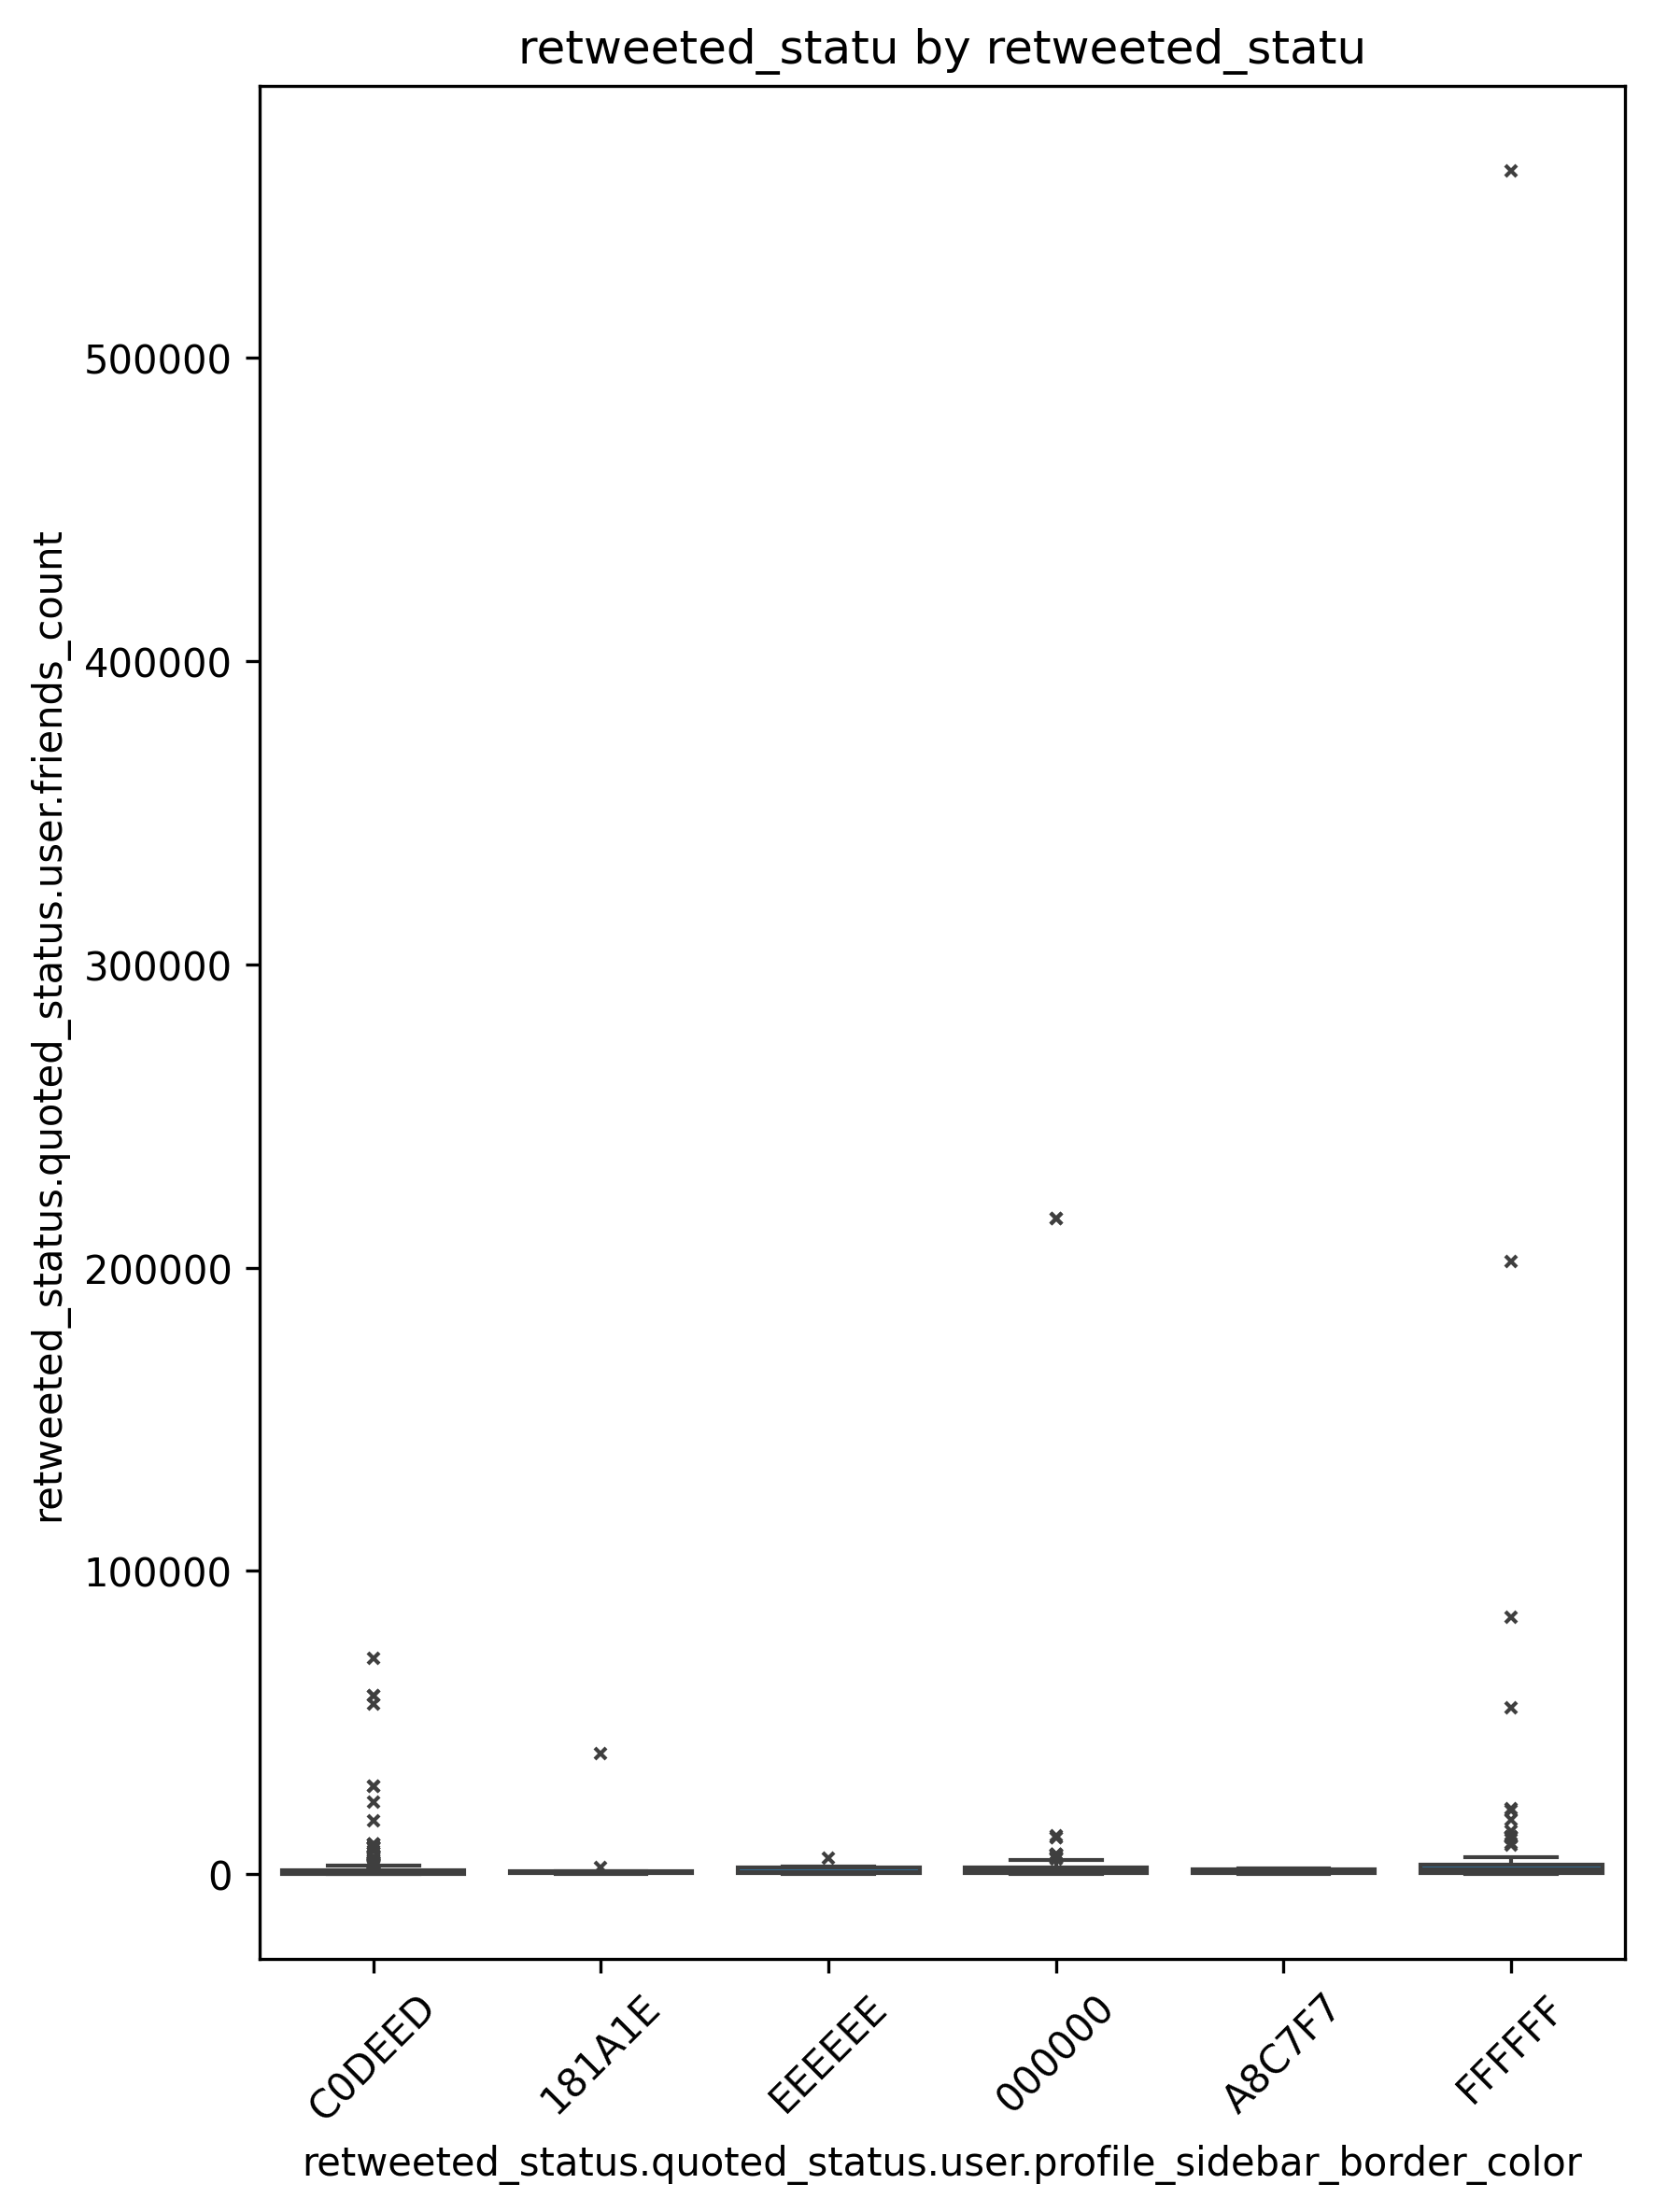 retweeted_statu by retweeted_statu
retweeted_status.quoted_status.user.friends_count
500000
400000
300000
200000
100000
0
C0DEED
181A1E
EEEEEE
000000
A8C7F7
FFFFFF
retweeted_status.quoted_status.user.profile_sidebar_border_color